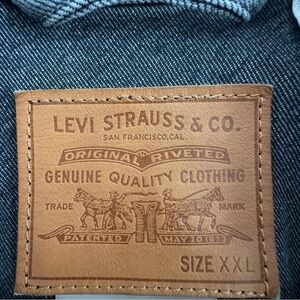 LEVI STRAUSS & CO.
SAN FRANCISCO, CAL.
ORIGINAL RIVETED
GENUINE QUALITY CLOTHING
TRADE MARK
PATENTED MAY 20 1873
SIZE XXL